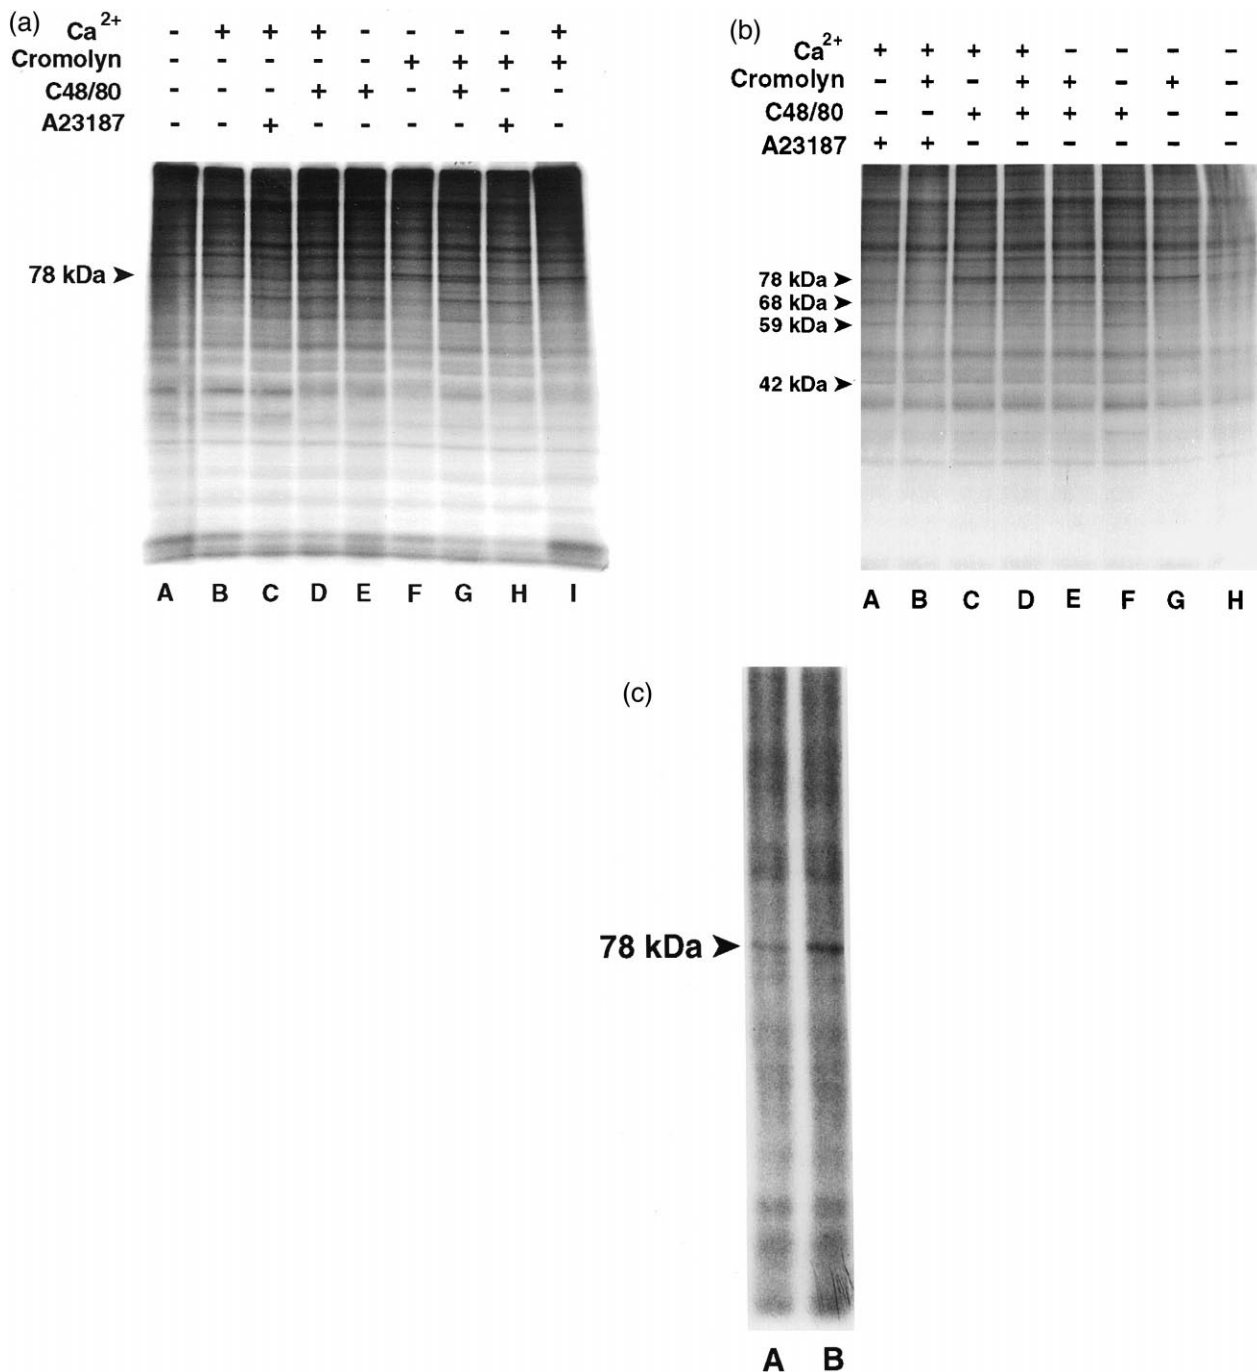 (a)
Ca2+ - + + + - - - - +
Cromolyn - - - - - + + + +
C48/80 - - - + + - + - -
A23187 - - + - - - - + -
78 kDa
A B C D E F G H I
(b)
Ca2+ + + + + - - - -
Cromolyn - + - + + - + -
C48/80 - - + + + + - -
A23187 + + - - - - - -
78 kDa
68 kDa
59 kDa
42 kDa
A B C D E F G H
(c)
78 kDa
A B